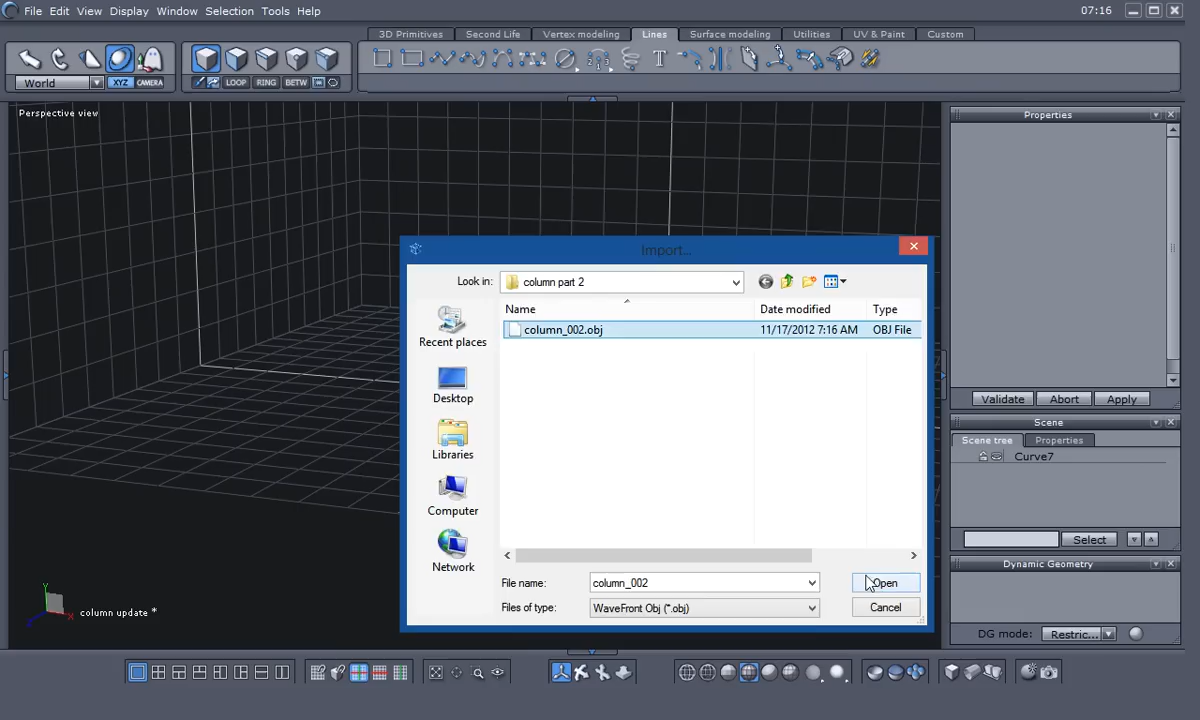 File Edit View Display Window Selection Tools Help
07:16
3D Primitives Second Life Vertex modeling Lines Surface modeling Utilities UV & Paint Custom
World XYZ CAMERA LOOP RING BETW
Perspective view
Properties
Import...
Look in: column part 2
Name Date modified Type
column_002.obj 11/17/2012 7:16 AM OBJ File
Recent places
Desktop
Libraries
Computer
Network
File name: column_002 Open
Files of type: WaveFront Obj (*.obj) Cancel
Validate Abort Apply
Scene
Scene tree Properties
Curve7
Select
Dynamic Geometry
DG mode: Restric...
Y
X
Z
column update *